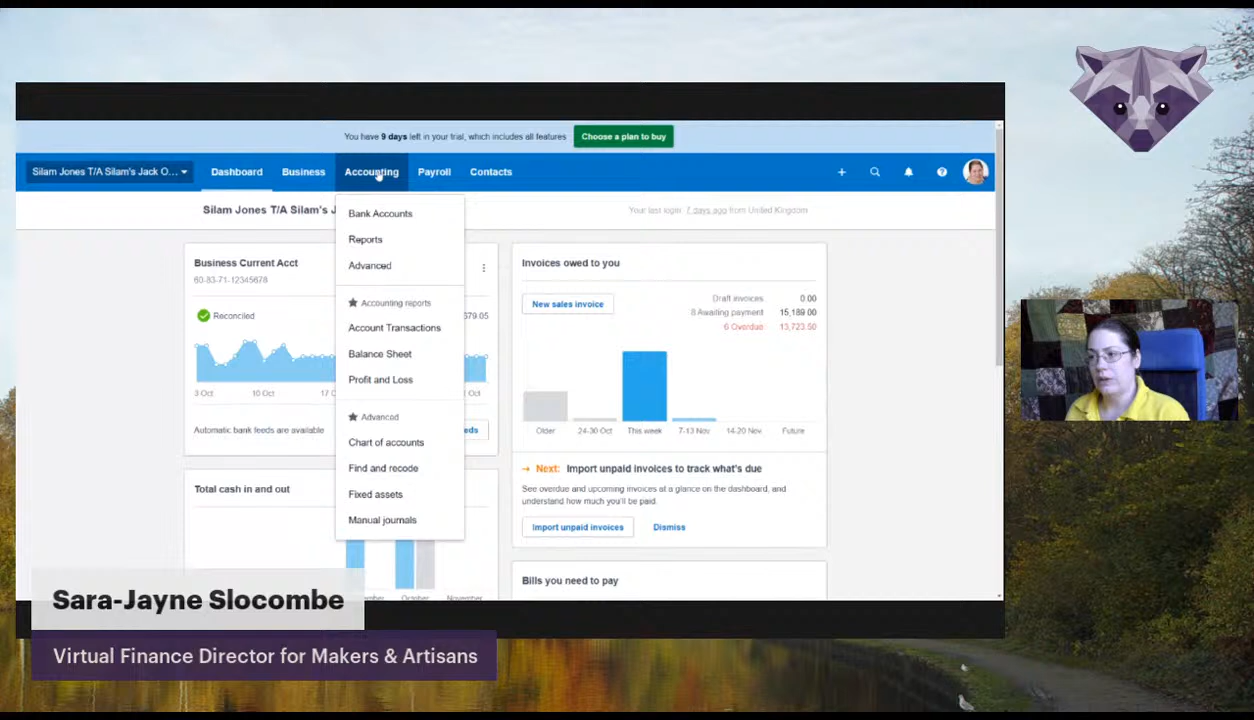 You have 9 days left in your trial, which includes all features
Choose a plan to buy
Silam Jones T/A Silam's Jack O...
Dashboard
Business
Accounting
Payroll
Contacts
Silam Jones T/A Silam's J
Your last login: 7 days ago from United Kingdom
Bank Accounts
Reports
Advanced
Accounting reports
Account Transactions
Balance Sheet
Profit and Loss
Advanced
Chart of accounts
Find and recode
Fixed assets
Manual journals
Business Current Acct
60-83-71-12345678
Reconciled
679.05
3 Oct
10 Oct
17 O
Oct
Automatic bank feeds are available
eds
Total cash in and out
October
November
Invoices owed to you
New sales invoice
Draft invoices 0.00
8 Awaiting payment 15,189.00
6 Overdue 13,723.50
Older
24-30 Oct
This week
7-13 Nov
14-20 Nov
Future
Next: Import unpaid invoices to track what's due
See overdue and upcoming invoices at a glance on the dashboard, and
understand how much you'll be paid.
Import unpaid invoices
Dismiss
Bills you need to pay
Sara-Jayne Slocombe
Virtual Finance Director for Makers & Artisans